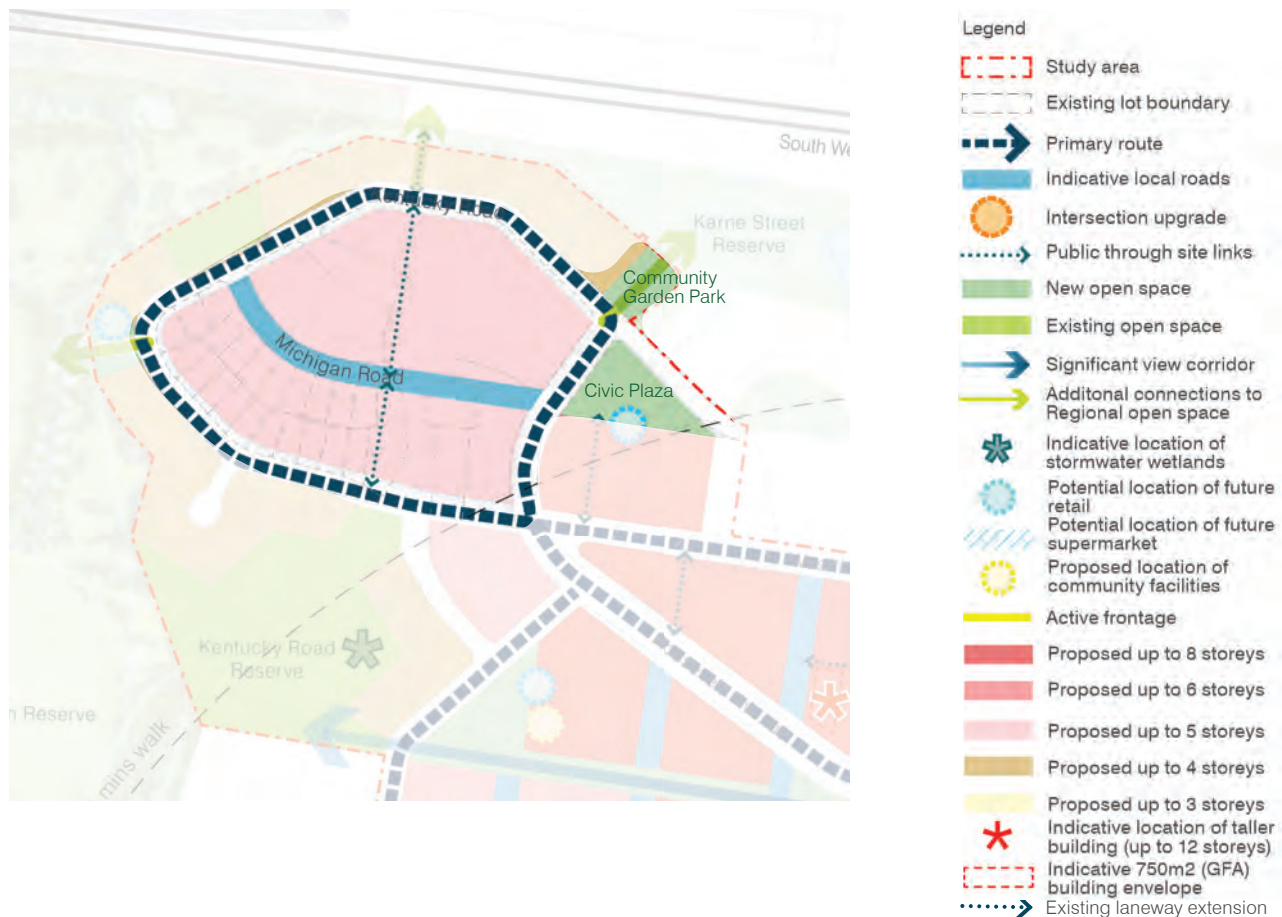 South We
Kentucky Road
Karne Street
Reserve
Community
Garden Park
Michigan Road
Civic Plaza
Kentucky Road
Reserve
n Reserve
mins walk
Legend
Study area
Existing lot boundary
Primary route
Indicative local roads
Intersection upgrade
Public through site links
New open space
Existing open space
Significant view corridor
Additonal connections to
Regional open space
Indicative location of
stormwater wetlands
Potential location of future
retail
Potential location of future
supermarket
Proposed location of
community facilities
Active frontage
Proposed up to 8 storeys
Proposed up to 6 storeys
Proposed up to 5 storeys
Proposed up to 4 storeys
Proposed up to 3 storeys
Indicative location of taller
building (up to 12 storeys)
Indicative 750m2 (GFA)
building envelope
Existing laneway extension